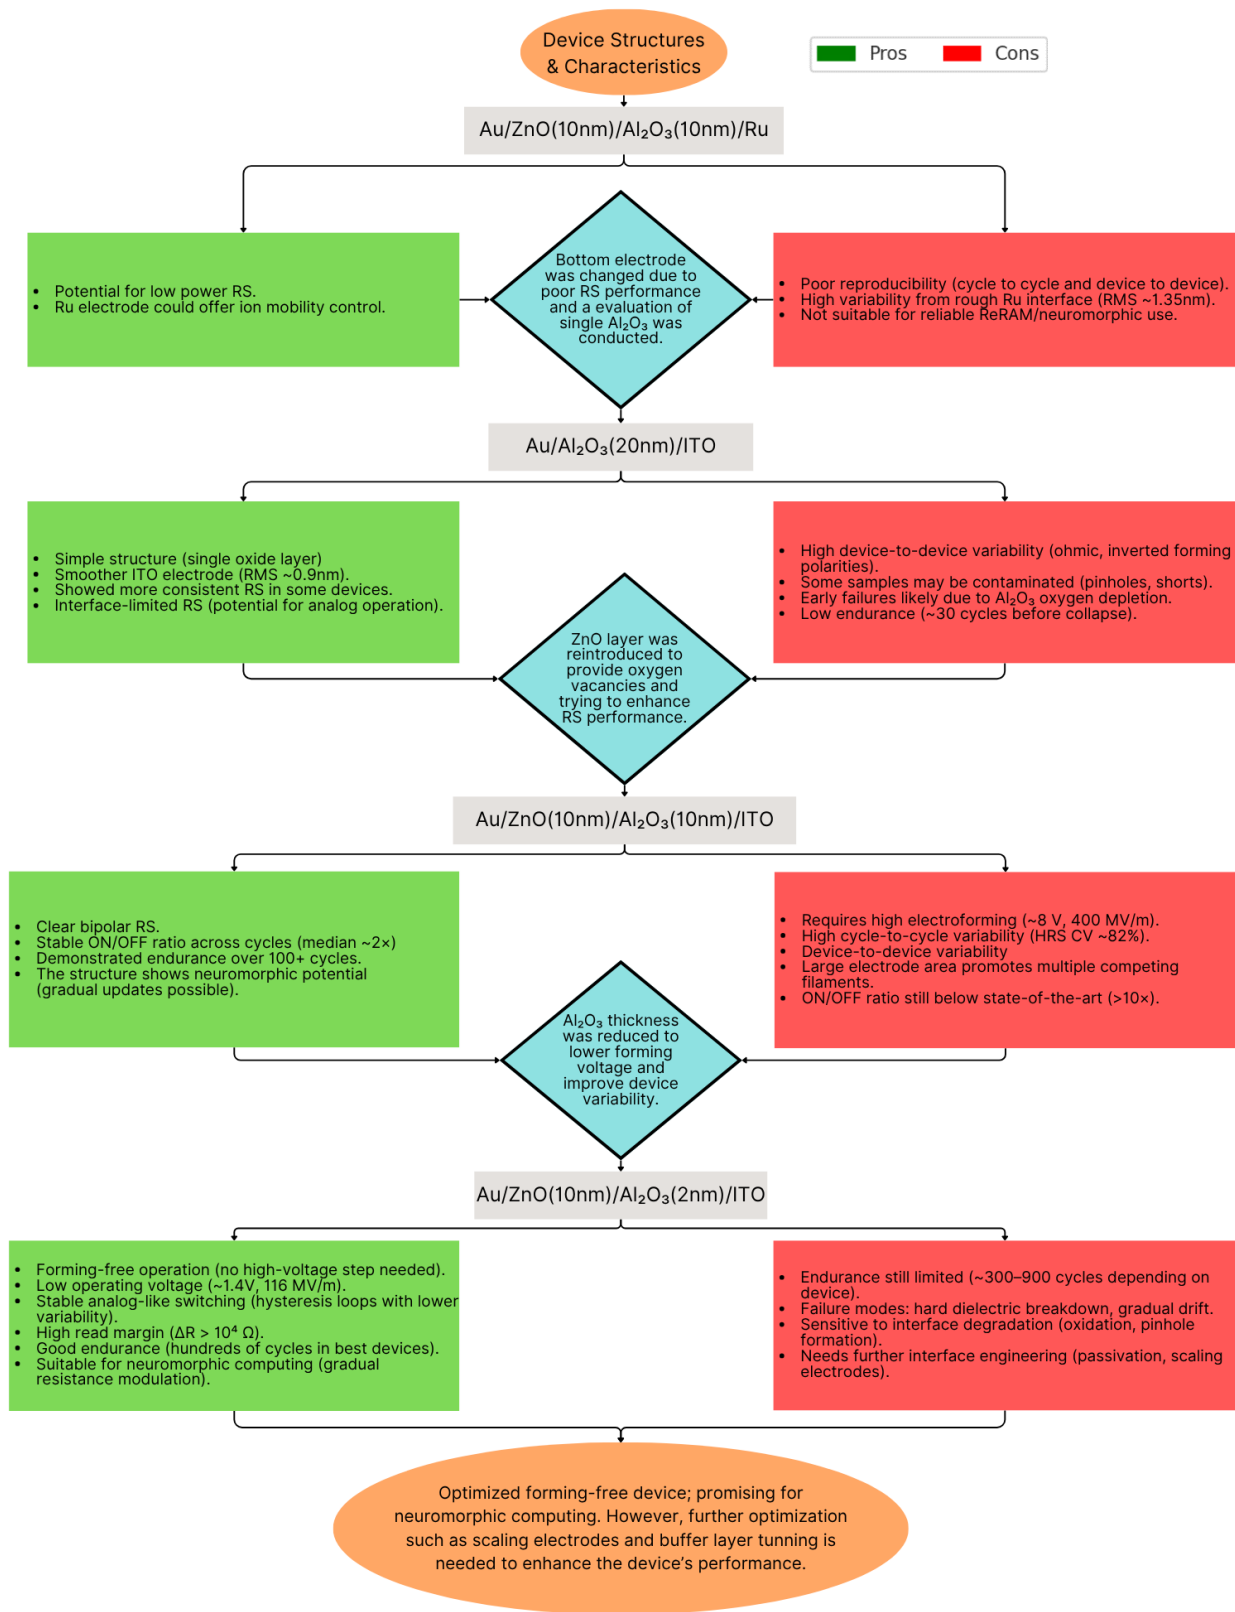 Device Structures
& Characteristics
Pros
Cons
Au/ZnO(10nm)/Al₂O₃(10nm)/Ru
• Potential for low power RS.
• Ru electrode could offer ion mobility control.
Bottom electrode
was changed due to
poor RS performance
and a evaluation of
single Al₂O₃ was
conducted.
• Poor reproducibility (cycle to cycle and device to device).
• High variability from rough Ru interface (RMS ~1.35nm).
• Not suitable for reliable ReRAM/neuromorphic use.
Au/Al₂O₃(20nm)/ITO
• Simple structure (single oxide layer)
• Smoother ITO electrode (RMS ~0.9nm).
• Showed more consistent RS in some devices.
• Interface-limited RS (potential for analog operation).
ZnO layer was
reintroduced to
provide oxygen
vacancies and
trying to enhance
RS performance.
• High device-to-device variability (ohmic, inverted forming
polarities).
• Some samples may be contaminated (pinholes, shorts).
• Early failures likely due to Al₂O₃ oxygen depletion.
• Low endurance (~30 cycles before collapse).
Au/ZnO(10nm)/Al₂O₃(10nm)/ITO
• Clear bipolar RS.
• Stable ON/OFF ratio across cycles (median ~2×)
• Demonstrated endurance over 100+ cycles.
• The structure shows neuromorphic potential
(gradual updates possible).
Al₂O₃ thickness
was reduced to
lower forming
voltage and
improve device
variability.
• Requires high electroforming (~8 V, 400 MV/m).
• High cycle-to-cycle variability (HRS CV ~82%).
• Device-to-device variability
• Large electrode area promotes multiple competing
filaments.
• ON/OFF ratio still below state-of-the-art (>10×).
Au/ZnO(10nm)/Al₂O₃(2nm)/ITO
• Forming-free operation (no high-voltage step needed).
• Low operating voltage (~1.4V, 116 MV/m).
• Stable analog-like switching (hysteresis loops with lower
variability).
• High read margin (ΔR > 10⁴ Ω).
• Good endurance (hundreds of cycles in best devices).
• Suitable for neuromorphic computing (gradual
resistance modulation).
• Endurance still limited (~300–900 cycles depending on
device).
• Failure modes: hard dielectric breakdown, gradual drift.
• Sensitive to interface degradation (oxidation, pinhole
formation).
• Needs further interface engineering (passivation, scaling
electrodes).
Optimized forming-free device; promising for
neuromorphic computing. However, further optimization
such as scaling electrodes and buffer layer tunning is
needed to enhance the device's performance.